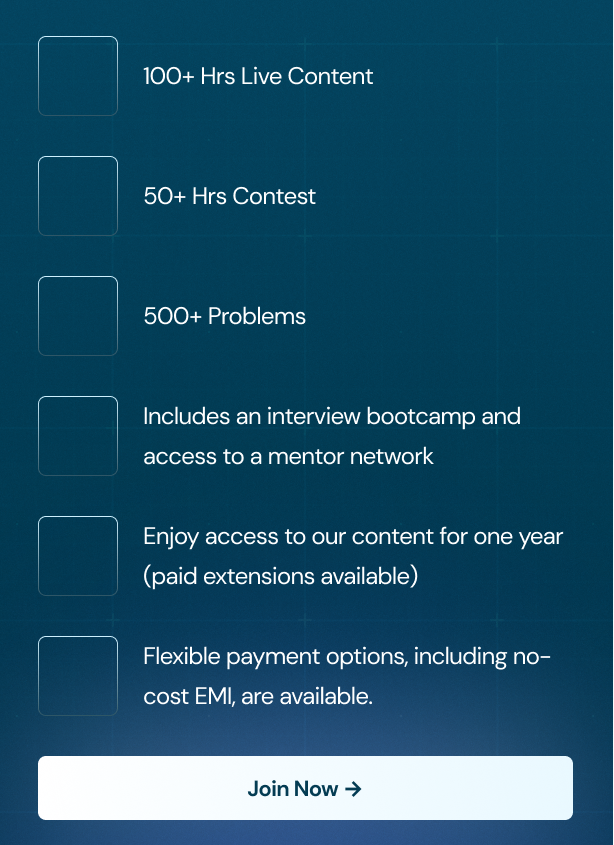 100+ Hrs Live Content
50+ Hrs Contest
500+ Problems
Includes an interview bootcamp and
access to a mentor network
Enjoy access to our content for one year
(paid extensions available)
Flexible payment options, including no-
cost EMI, are available.
Join Now →